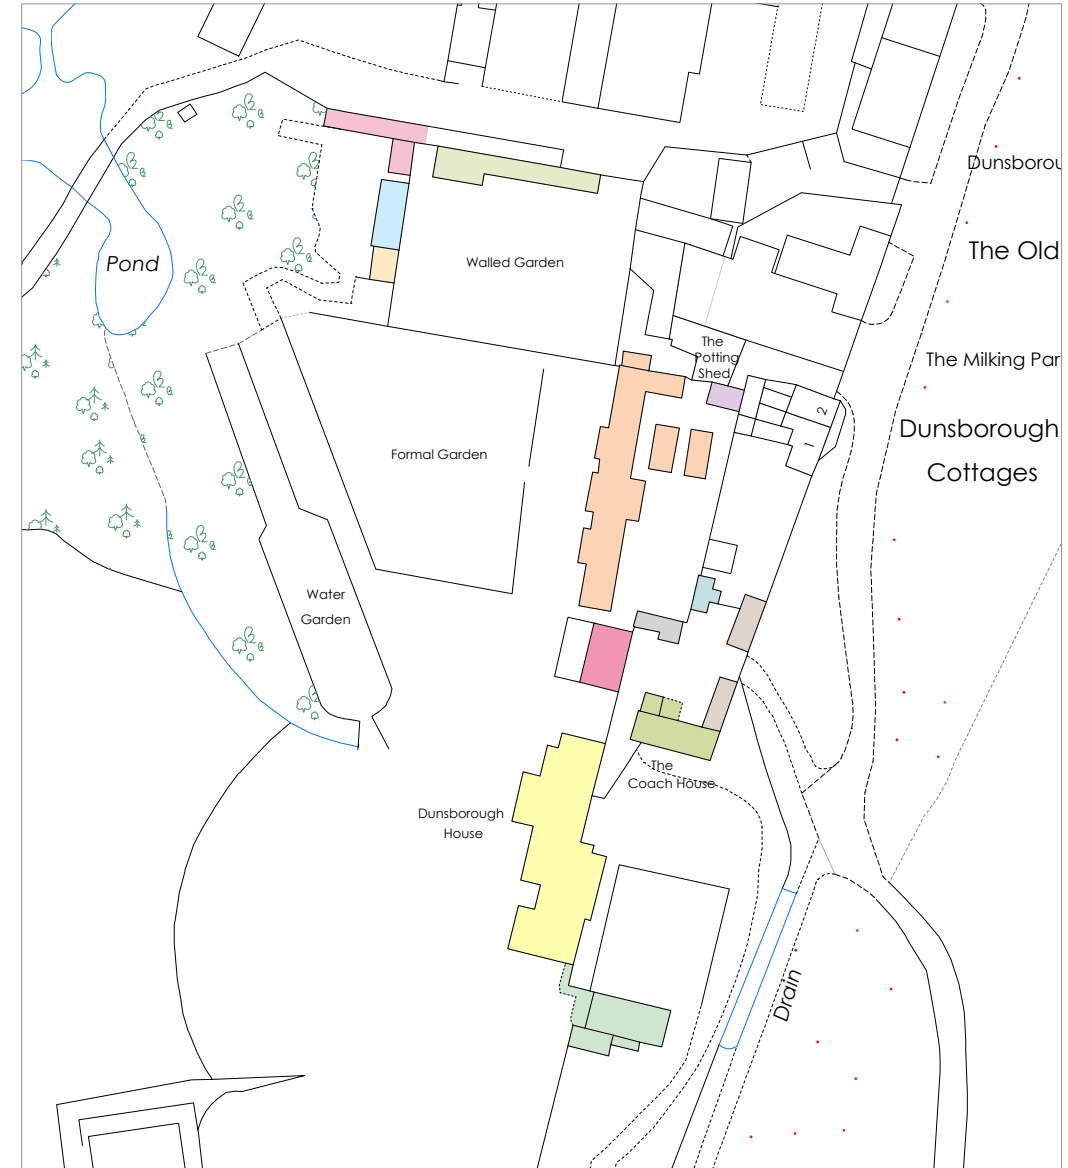 Dunsborou
The Old
Pond
Walled Garden
The
Potting
Shed
The Milking Par
2
1
Dunsborough
Cottages
Formal Garden
Water
Garden
The
Coach House
Dunsborough
House
Drain